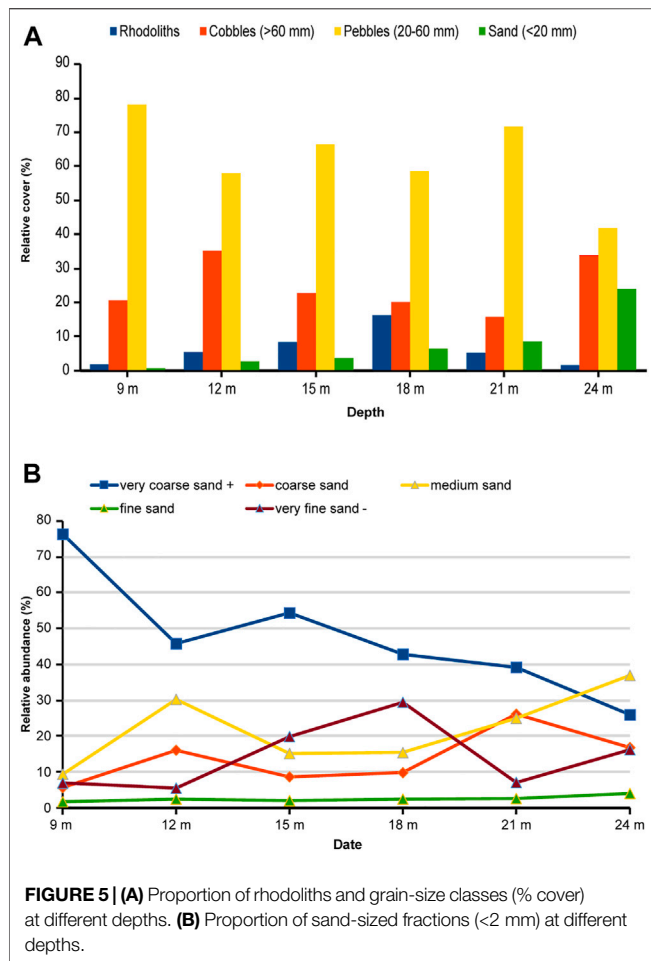 A
Rhodoliths Cobbles (>60 mm) Pebbles (20-60 mm) Sand (<20 mm)
90
80
70
60
50
40
30
20
10
0
Relative cover (%)
9 m 12 m 15 m 18 m 21 m 24 m
Depth
B
very coarse sand + coarse sand medium sand
fine sand very fine sand -
80
70
60
50
40
30
20
10
0
Relative abundance (%)
9 m 12 m 15 m 18 m 21 m 24 m
Date
FIGURE 5 | (A) Proportion of rhodoliths and grain-size classes (% cover)
at different depths. (B) Proportion of sand-sized fractions (<2 mm) at different
depths.